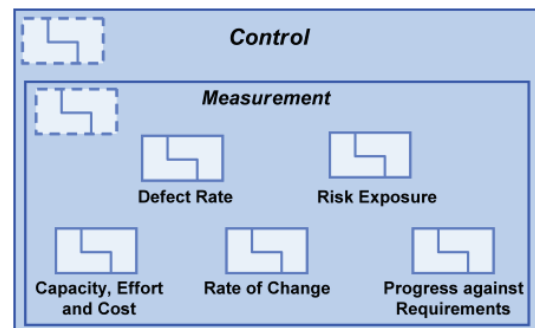 Control
Measurement
Defect Rate
Risk Exposure
Capacity, Effort
and Cost
Rate of Change
Progress against
Requirements